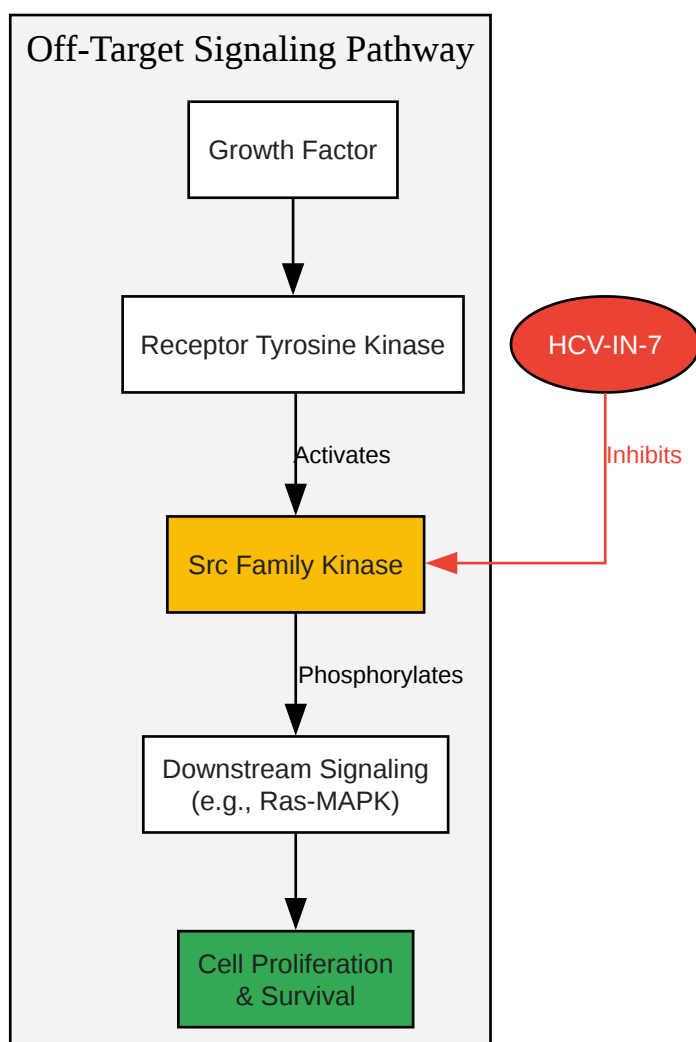 Off-Target Signaling Pathway
Growth Factor
Receptor Tyrosine Kinase
HCV-IN-7
Activates
Inhibits
Src Family Kinase
Phosphorylates
Downstream Signaling
(e.g., Ras-MAPK)
Cell Proliferation
& Survival